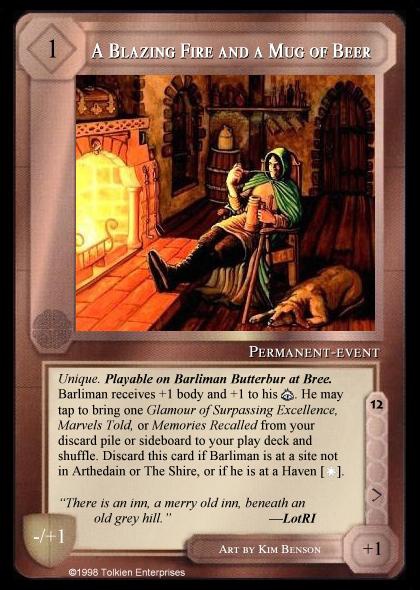 1
A Blazing Fire and a Mug of Beer
Permanent-event
Unique. Playable on Barliman Butterbur at Bree.
Barliman receives +1 body and +1 to his. He may
tap to bring one Glamour of Surpassing Excellence,
Marvels Told, or Memories Recalled from your
discard pile or sideboard to your play deck and
shuffle. Discard this card if Barliman is at a site not
in Arthedain or The Shire, or if he is at a Haven [☀].
12
“There is an inn, a merry old inn, beneath an
old grey hill.” —LotRI
-/+1
Art by Kim Benson
+1
©1998 Tolkien Enterprises